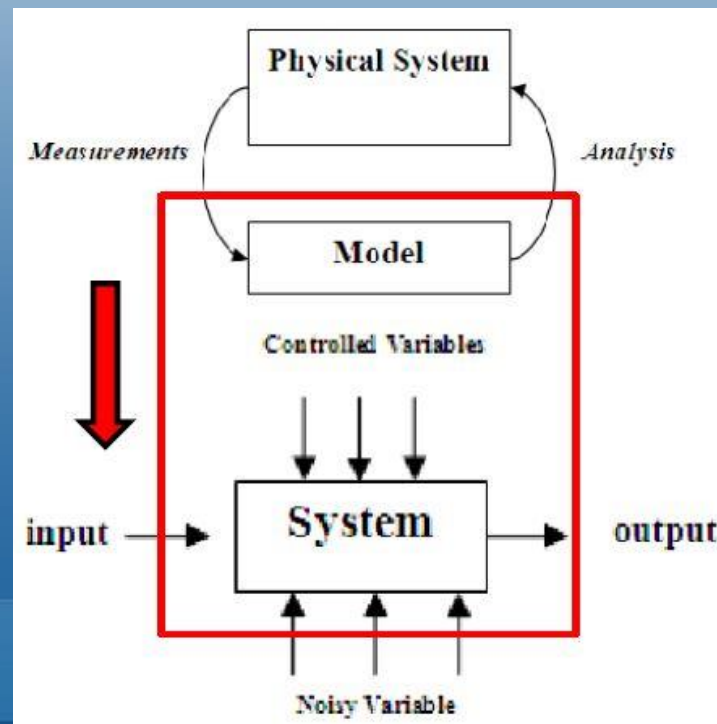 Physical System
Measurements
Analysis
Model
Controlled Variables
input
System
output
Noisy Variable